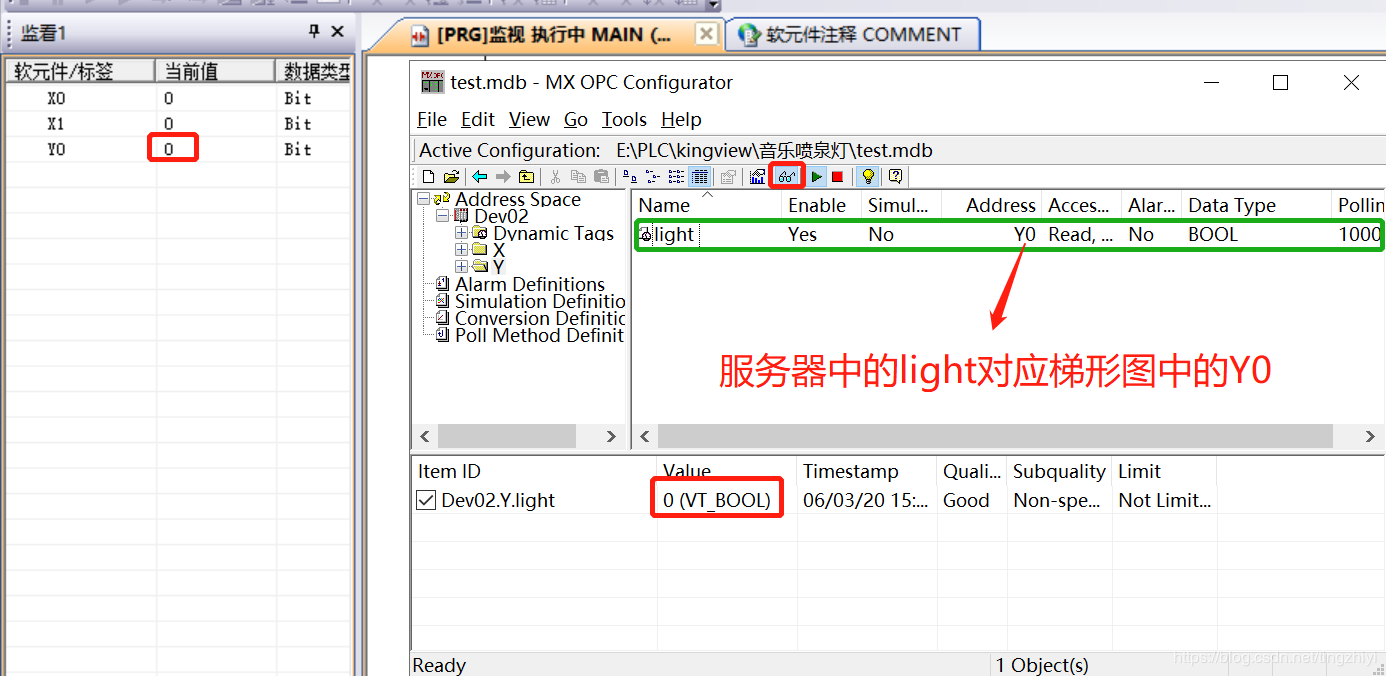 监看1
[PRG]监视 执行中 MAIN (...
软元件注释 COMMENT
软元件/标签 当前值 数据类型
X0 0 Bit
X1 0 Bit
Y0 0 Bit
test.mdb - MX OPC Configurator
File Edit View Go Tools Help
Active Configuration: E:\PLC\kingview\音乐喷泉灯\test.mdb
Address Space
Dev02
Dynamic Tags
X
Y
Alarm Definitions
Simulation Definitio
Conversion Definitic
Poll Method Definit
Name Enable Simul... Address Acces... Alar... Data Type Pollin
light Yes No Y0 Read, ... No BOOL 1000
服务器中的light对应梯形图中的Y0
Item ID Value Timestamp Quali... Subquality Limit
Dev02.Y.light 0 (VT_BOOL) 06/03/20 15:... Good Non-spe... Not Limit...
Ready 1 Object(s)
https://blog.csdn.net/tingzhiyi